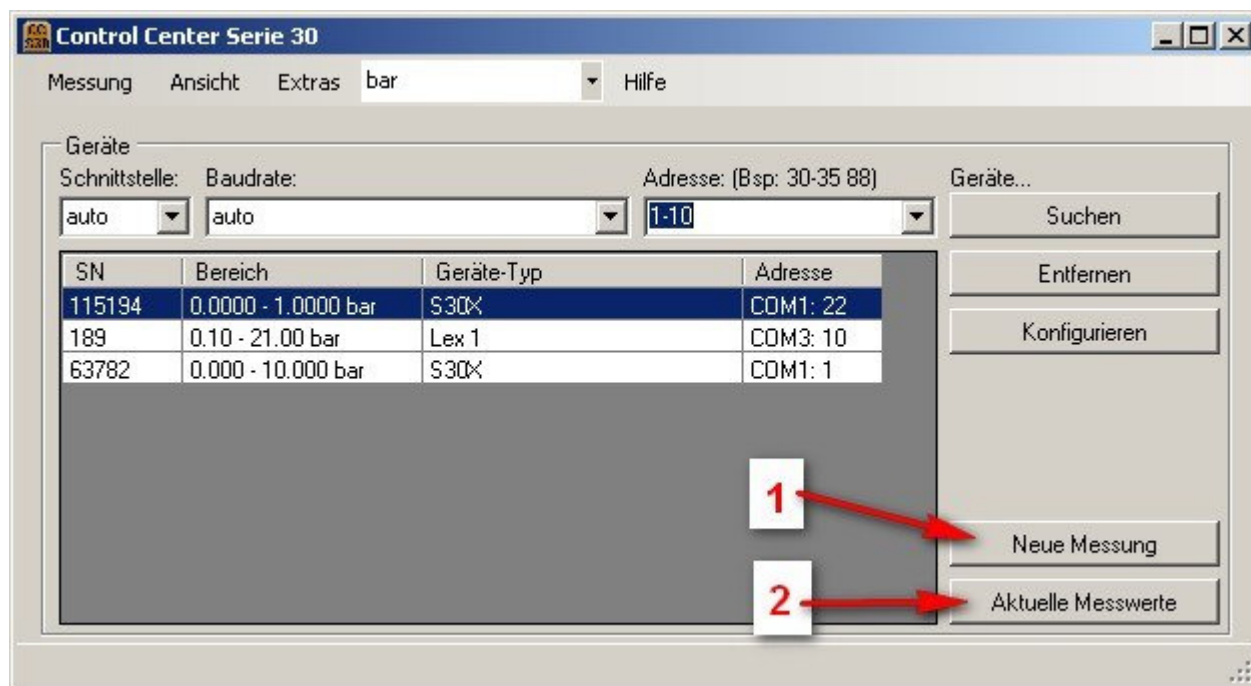 CC S30
Control Center Serie 30
Messung Ansicht Extras bar Hilfe
Geräte
Schnittstelle: Baudrate: Adresse: (Bsp: 30-35 88) Geräte...
auto auto 1-10 Suchen
SN Bereich Geräte-Typ Adresse Entfernen
115194 0.0000 - 1.0000 bar S30X COM1: 22
189 0.10 - 21.00 bar Lex 1 COM3: 10 Konfigurieren
63782 0.000 - 10.000 bar S30X COM1: 1
1
Neue Messung
2 Aktuelle Messwerte